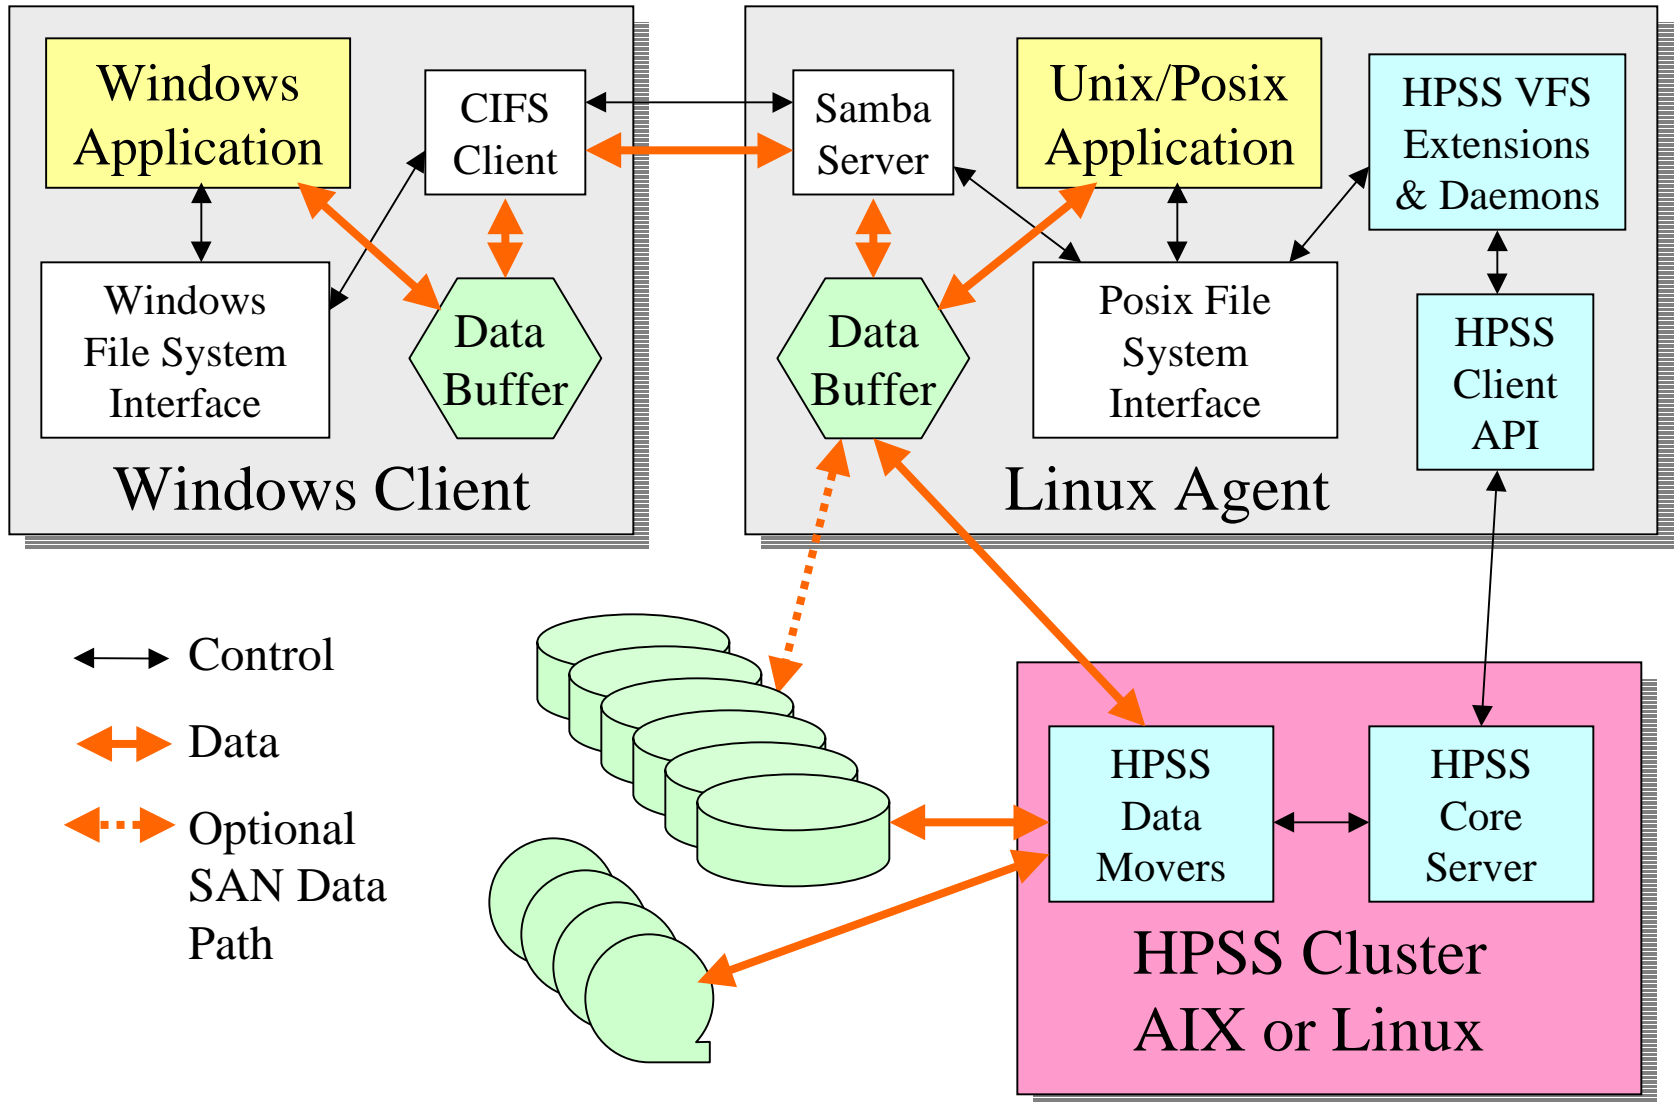 Windows
Application
CIFS
Client
Windows
File System
Interface
Data
Buffer
Windows Client
Samba
Server
Unix/Posix
Application
HPSS VFS
Extensions
& Daemons
Data
Buffer
Posix File
System
Interface
HPSS
Client
API
Linux Agent
Control
Data
Optional
SAN Data
Path
HPSS
Data
Movers
HPSS
Core
Server
HPSS Cluster
AIX or Linux